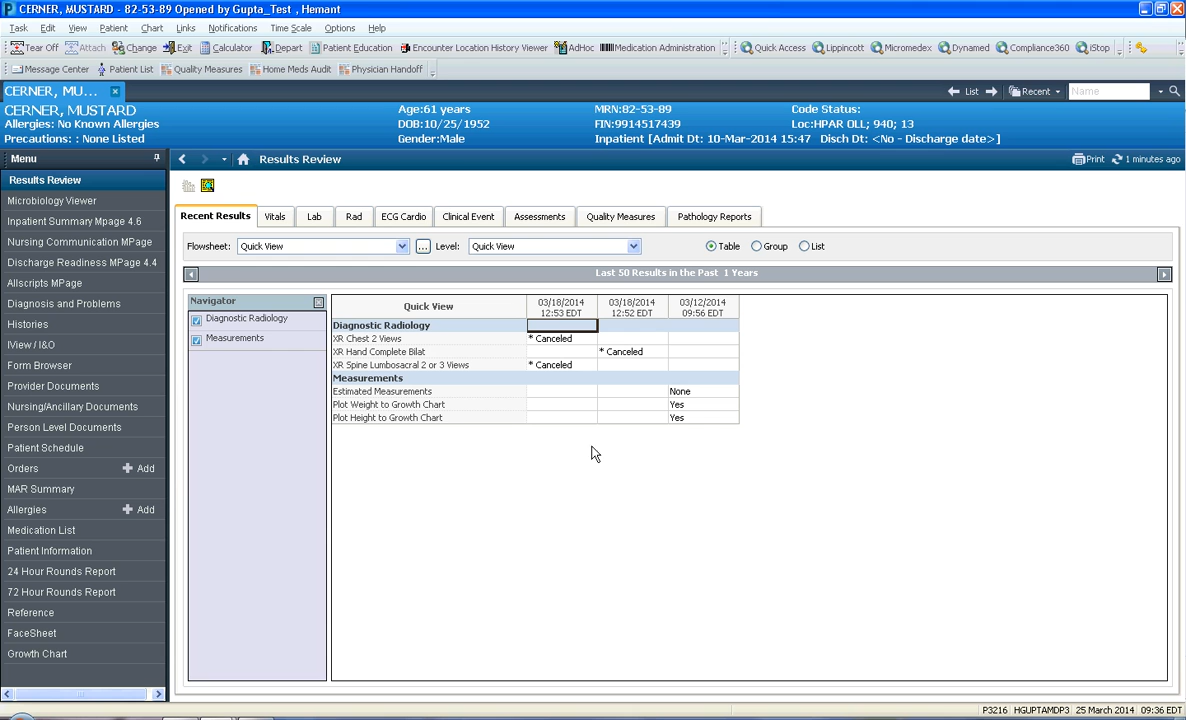 CERNER, MUSTARD - 82-53-89 Opened by Gupta_Test , Hemant
Task Edit View Patient Chart Links Notifications Time Scale Options Help
Tear Off Attach Change Exit Calculator Depart Patient Education Encounter Location History Viewer AdHoc Medication Administration Quick Access Lippincott Micromedex Dynamed Compliance360 iStop
Message Center Patient List Quality Measures Home Meds Audit Physician Handoff
CERNER, MU... List Recent Name
CERNER, MUSTARD Age:61 years MRN:82-53-89 Code Status:
Allergies: No Known Allergies DOB:10/25/1952 FIN:9914517439 Loc:HPAR OLL; 940; 13
Precautions: : None Listed Gender:Male Inpatient [Admit Dt: 10-Mar-2014 15:47 Disch Dt: <No - Discharge date>]
Menu
Results Review
Microbiology Viewer
Inpatient Summary Mpage 4.6
Nursing Communication MPage
Discharge Readiness MPage 4.4
Allscripts MPage
Diagnosis and Problems
Histories
IView / I&O
Form Browser
Provider Documents
Nursing/Ancillary Documents
Person Level Documents
Patient Schedule
Orders Add
MAR Summary
Allergies Add
Medication List
Patient Information
24 Hour Rounds Report
72 Hour Rounds Report
Reference
FaceSheet
Growth Chart
Results Review Print 1 minutes ago
Recent Results Vitals Lab Rad ECG Cardio Clinical Event Assessments Quality Measures Pathology Reports
Flowsheet: Quick View ... Level: Quick View Table Group List
Last 50 Results in the Past 1 Years
Navigator
Diagnostic Radiology
Measurements
Quick View 03/18/2014 12:53 EDT 03/18/2014 12:52 EDT 03/12/2014 09:56 EDT
Diagnostic Radiology
XR Chest 2 Views * Canceled
XR Hand Complete Bilat * Canceled
XR Spine Lumbosacral 2 or 3 Views * Canceled
Measurements
Estimated Measurements None
Plot Weight to Growth Chart Yes
Plot Height to Growth Chart Yes
P3216 HGUPTAMDP3 25 March 2014 09:36 EDT